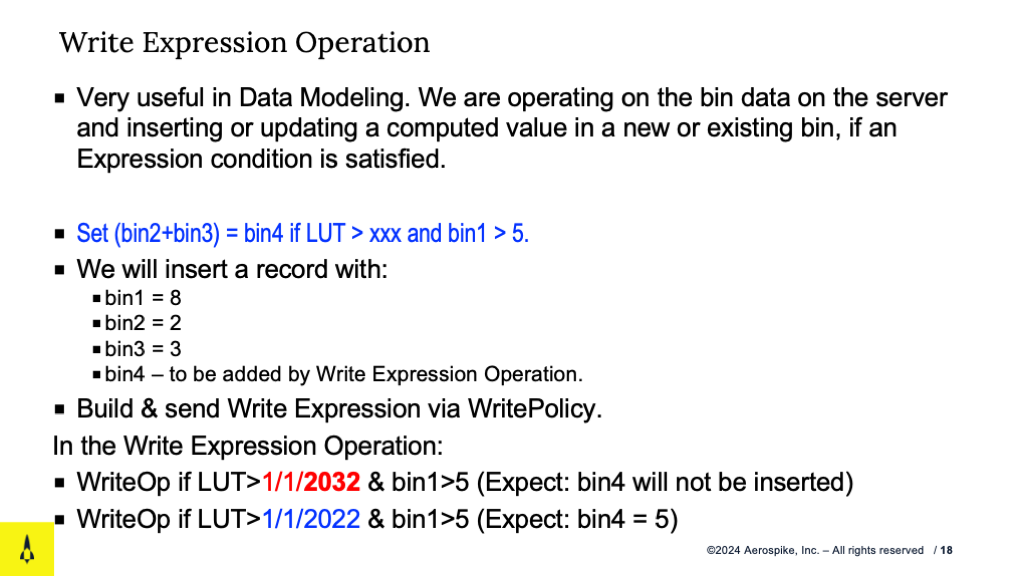 Write Expression Operation
▪ Very useful in Data Modeling. We are operating on the bin data on the server
and inserting or updating a computed value in a new or existing bin, if an
Expression condition is satisfied.
▪ Set (bin2+bin3) = bin4 if LUT > xxx and bin1 > 5.
▪ We will insert a record with:
▪ bin1 = 8
▪ bin2 = 2
▪ bin3 = 3
▪ bin4 – to be added by Write Expression Operation.
▪ Build & send Write Expression via WritePolicy.
In the Write Expression Operation:
▪ WriteOp if LUT>1/1/2032 & bin1>5 (Expect: bin4 will not be inserted)
▪ WriteOp if LUT>1/1/2022 & bin1>5 (Expect: bin4 = 5)
©2024 Aerospike, Inc. – All rights reserved / 18